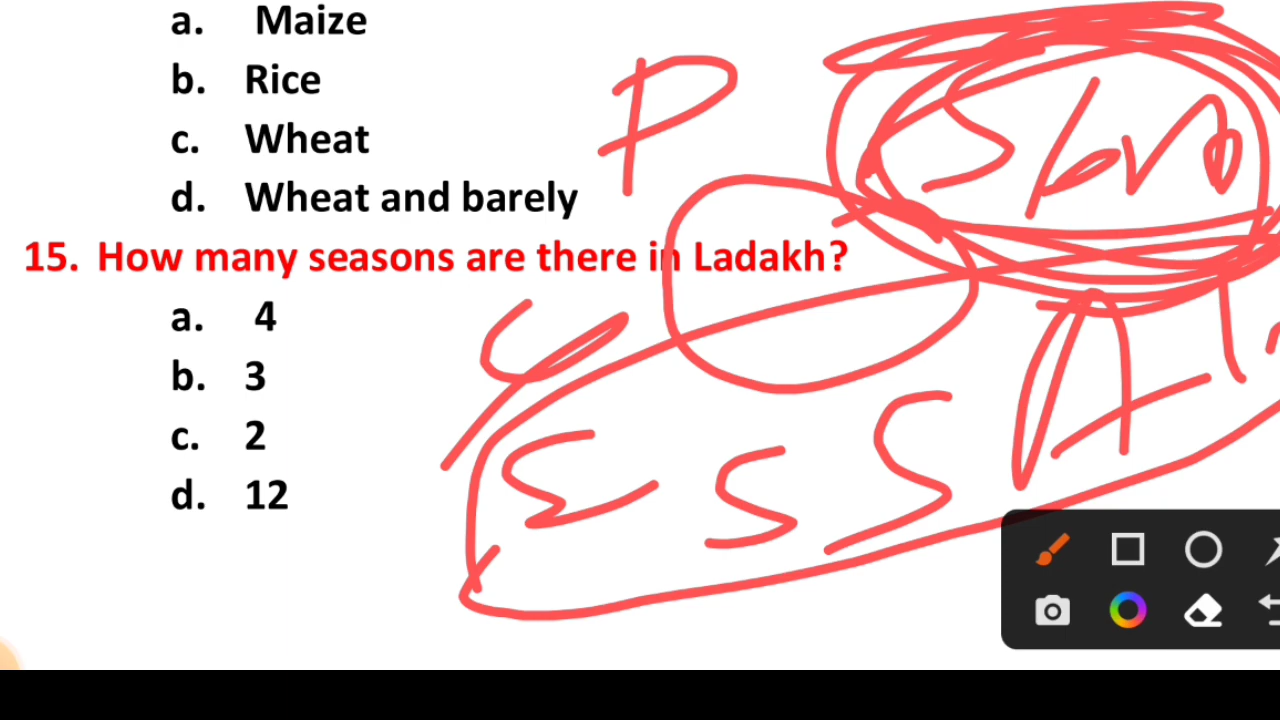 a. Maize
b. Rice
c. Wheat
d. Wheat and barely
15. How many seasons are there in Ladakh?
a. 4
b. 3
c. 2
d. 12
P